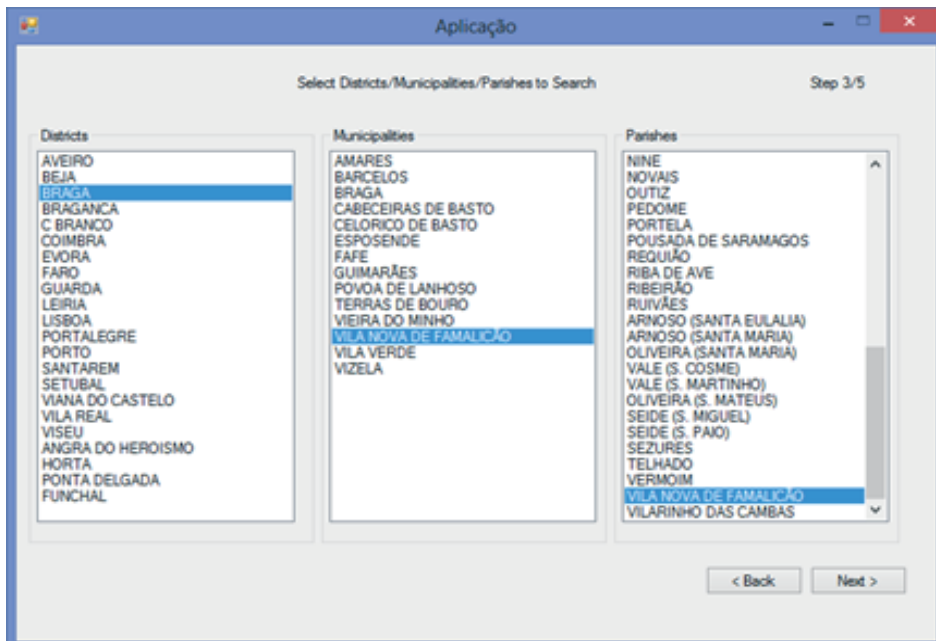 Aplicação
Select Districts/Municipalities/Parishes to Search
Step 3/5
Districts
AVEIRO
BEJA
BRAGA
BRAGANCA
C BRANCO
COIMBRA
EVORA
FARO
GUARDA
LEIRIA
LISBOA
PORTALEGRE
PORTO
SANTAREM
SETUBAL
VIANA DO CASTELO
VILA REAL
VISEU
ANGRA DO HEROISMO
HORTA
PONTA DELGADA
FUNCHAL
Municipalities
AMARES
BARCELOS
BRAGA
CABECEIRAS DE BASTO
CELORICO DE BASTO
ESPOSENDE
FAFE
GUIMARÃES
POVOA DE LANHOSO
TERRAS DE BOURO
VIEIRA DO MINHO
VILA NOVA DE FAMALICÃO
VILA VERDE
VIZELA
Parishes
NINE
NOVAIS
OUTIZ
PEDOME
PORTELA
POUSADA DE SARAMAGOS
REQUIÃO
RIBA DE AVE
RIBEIRÃO
RUIVÃES
ARNOSO (SANTA EULALIA)
ARNOSO (SANTA MARIA)
OLIVEIRA (SANTA MARIA)
VALE (S. COSME)
VALE (S. MARTINHO)
OLIVEIRA (S. MATEUS)
SEIDE (S. MIGUEL)
SEIDE (S. PAIO)
SEZURES
TELHADO
VERMOIM
VILA NOVA DE FAMALICÃO
VILARINHO DAS CAMBAS
< Back
Next >